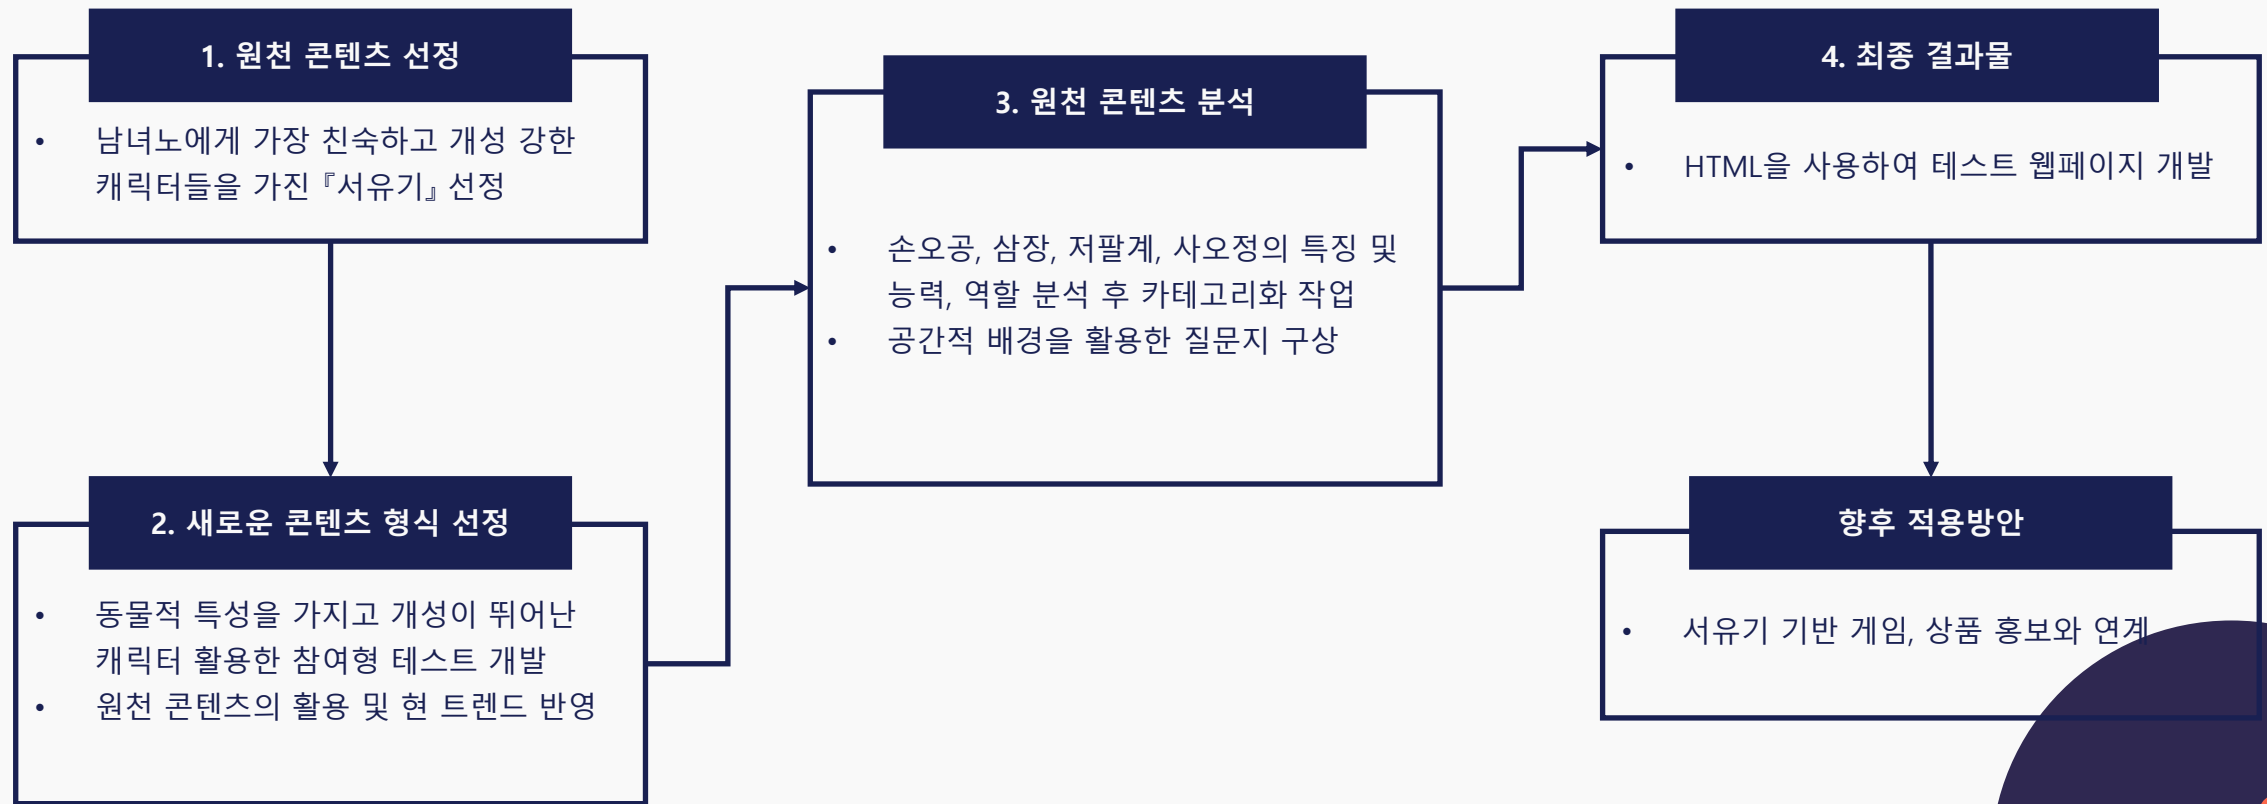 1. 원천 콘텐츠 선정
• 남녀노에게 가장 친숙하고 개성 강한
캐릭터들을 가진 『서유기』 선정
2. 새로운 콘텐츠 형식 선정
• 동물적 특성을 가지고 개성이 뛰어난
캐릭터 활용한 참여형 테스트 개발
• 원천 콘텐츠의 활용 및 현 트렌드 반영
3. 원천 콘텐츠 분석
• 손오공, 삼장, 저팔계, 사오정의 특징 및
능력, 역할 분석 후 카테고리화 작업
• 공간적 배경을 활용한 질문지 구상
4. 최종 결과물
• HTML을 사용하여 테스트 웹페이지 개발
향후 적용방안
• 서유기 기반 게임, 상품 홍보와 연계